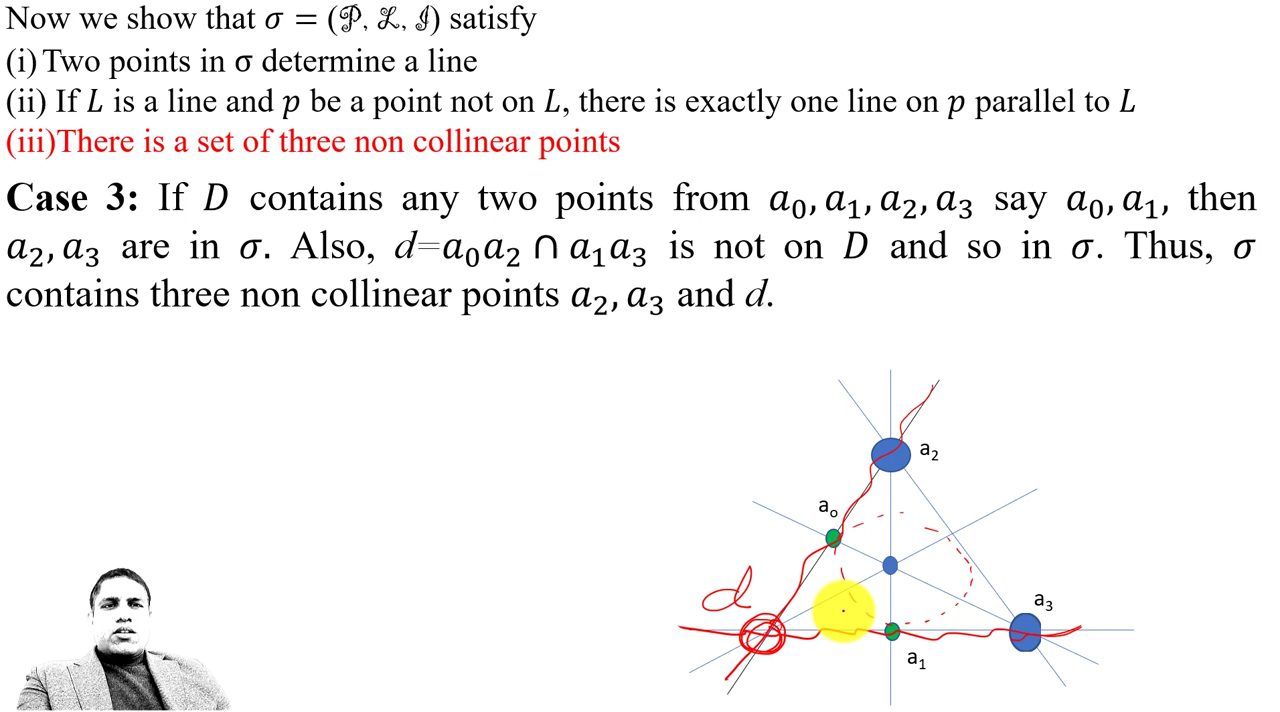 Now we show that σ = (𝒫, ℒ, ℐ) satisfy
(i) Two points in σ determine a line
(ii) If L is a line and p be a point not on L, there is exactly one line on p parallel to L
(iii)There is a set of three non collinear points
Case 3: If D contains any two points from a₀, a₁, a₂, a₃ say a₀, a₁, then
a₂, a₃ are in σ. Also, d=a₀a₂ ∩ a₁a₃ is not on D and so in σ. Thus, σ
contains three non collinear points a₂, a₃ and d.
a₂
aₒ
d
a₃
a₁